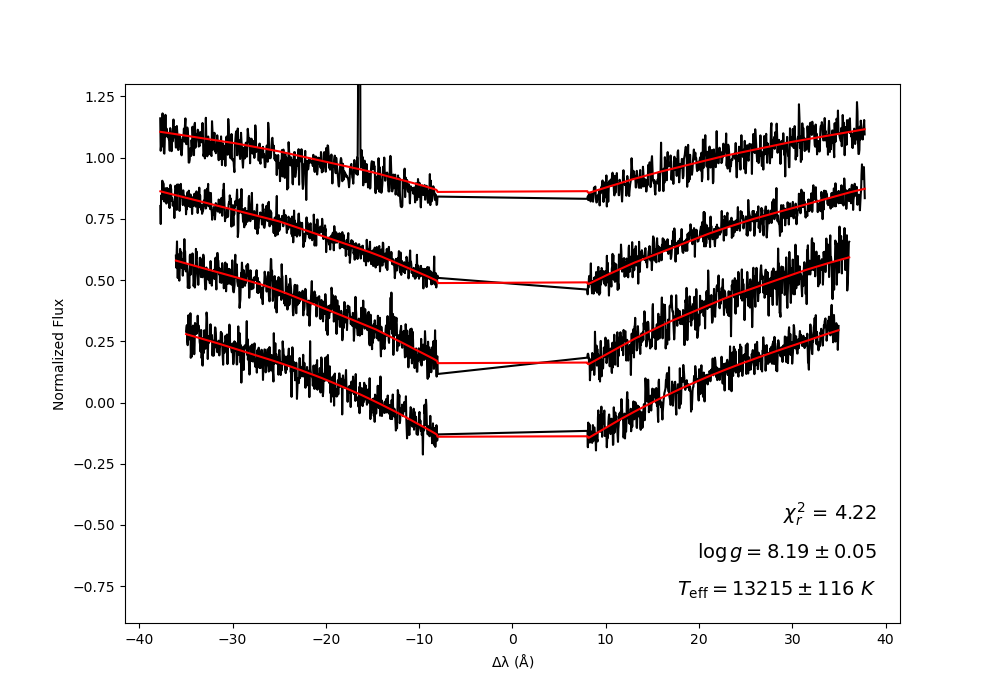 Normalized Flux
1.25
1.00
0.75
0.50
0.25
0.00
−0.25
−0.50
−0.75
χ²ᵣ = 4.22
log g = 8.19 ± 0.05
T_eff = 13215 ± 116 K
−40 −30 −20 −10 0 10 20 30 40
Δλ (Å)